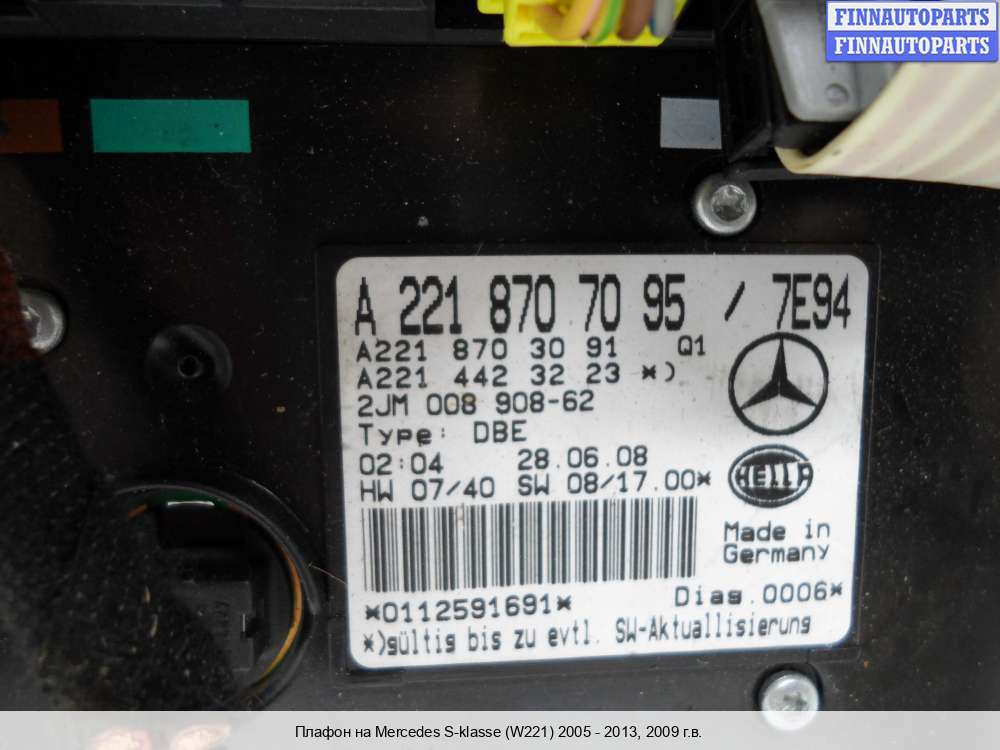 FINNAUTOPARTS
FINNAUTOPARTS
A 221 870 70 95 / 7E94
A221 870 30 91 Q1
A221 442 32 23 *)
2JM 008 908-62
Type: DBE
02:04 28.06.08
HW 07/40 SW 08/17.00*
HELLA
Made in
Germany
*0112591691* Diag.0006*
*)gültig bis zu evtl. SW-Aktuallisierung
Плафон на Mercedes S-klasse (W221) 2005 - 2013, 2009 г.в.